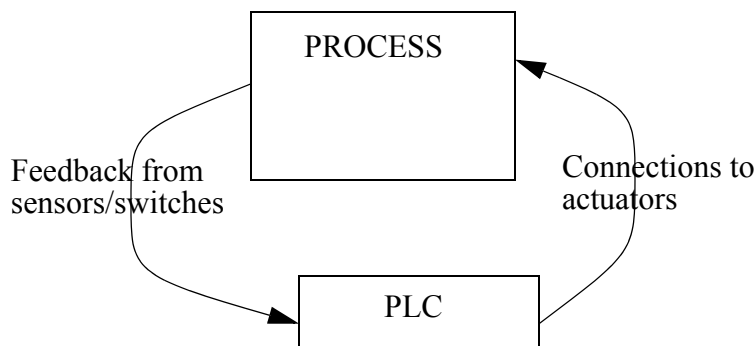 PROCESS
Feedback from
sensors/switches
Connections to
actuators
PLC